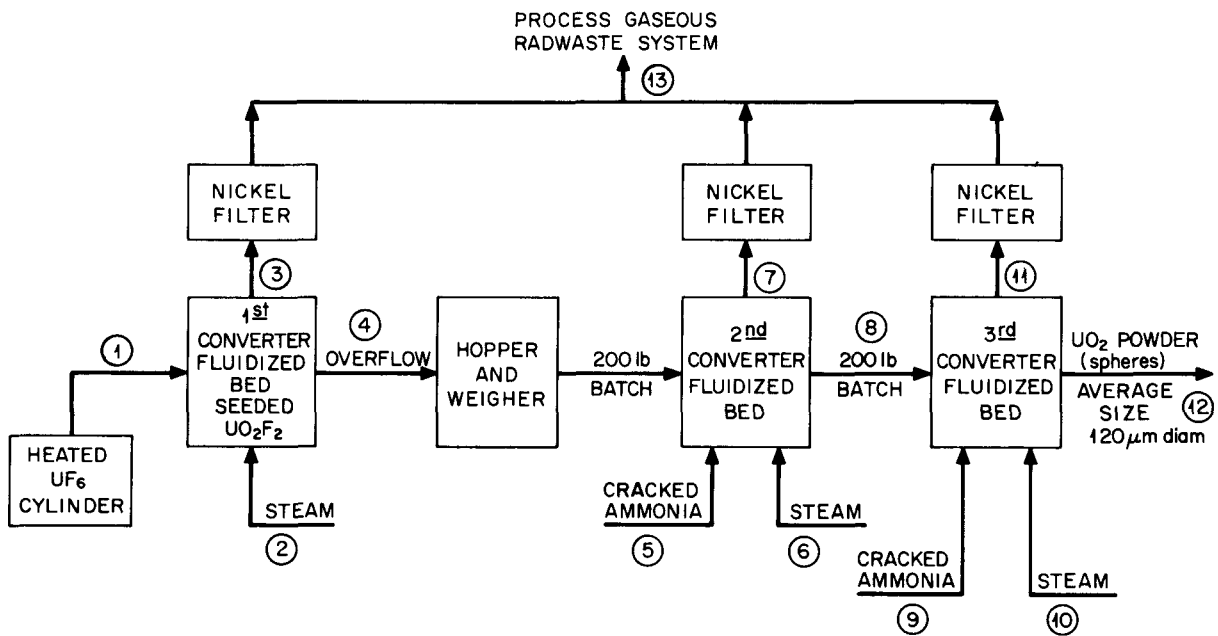 PROCESS GASEOUS
RADWASTE SYSTEM
13
NICKEL
FILTER
NICKEL
FILTER
NICKEL
FILTER
3
7
11
1
1st
CONVERTER
FLUIDIZED
BED
SEEDED
UO2F2
4
OVERFLOW
HOPPER
AND
WEIGHER
200 lb
BATCH
2nd
CONVERTER
FLUIDIZED
BED
8
200 lb
BATCH
3rd
CONVERTER
FLUIDIZED
BED
UO2 POWDER
(spheres)
AVERAGE
SIZE
120 μm diam
12
HEATED
UF6
CYLINDER
STEAM
2
CRACKED
AMMONIA
5
STEAM
6
CRACKED
AMMONIA
9
STEAM
10